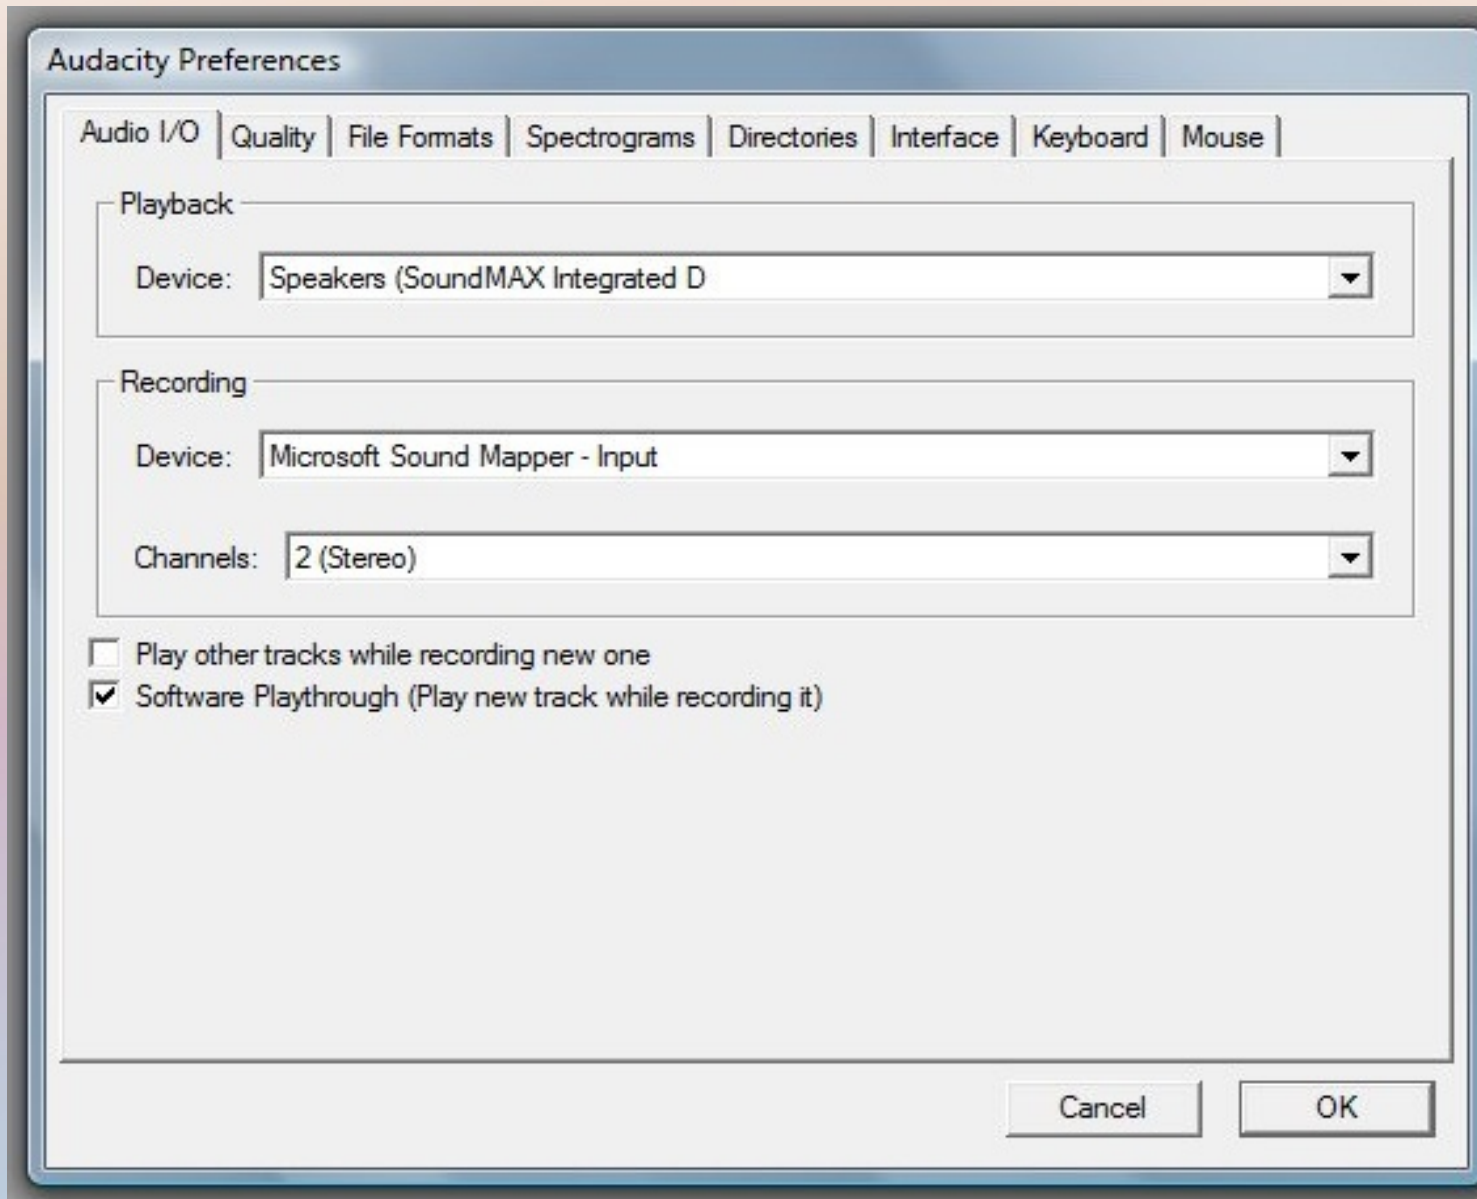 Audacity Preferences
Audio I/O Quality File Formats Spectrograms Directories Interface Keyboard Mouse
Playback
Device: Speakers (SoundMAX Integrated D
Recording
Device: Microsoft Sound Mapper - Input
Channels: 2 (Stereo)
Play other tracks while recording new one
Software Playthrough (Play new track while recording it)
Cancel OK